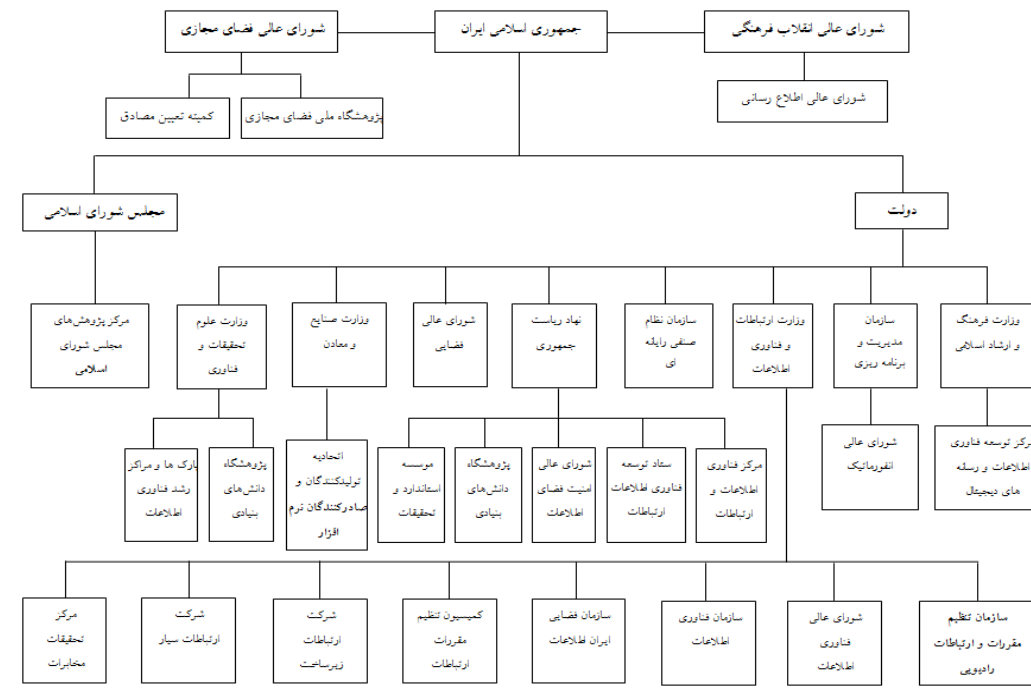 شورای عالی انقلاب فرهنگی
جمهوری اسلامی ایران
شورای عالی فضای مجازی
شورای عالی اطلاع رسانی
پژوهشگاه ملی فضای مجازی
کمیته تعیین مصادق
دولت
مجلس شورای اسلامی
وزارت فرهنگ
و ارشاد اسلامی
سازمان
مدیریت و
برنامه ریزی
وزارت ارتباطات
و فناوری
اطلاعات
سازمان نظام
صنفی رایانه
ای
نهاد ریاست
جمهوری
شورای عالی
فضایی
وزارت صنایع
و معادن
وزارت علوم
تحقیقات و
فناوری
مرکز پژوهش‌های
مجلس شورای
اسلامی
مرکز توسعه فناوری
اطلاعات و رسانه
های دیجیتال
شورای عالی
انفورماتیک
مرکز فناوری
اطلاعات و
ارتباطات
ستاد توسعه
فناوری اطلاعات
ارتباطات
شورای عالی
امنیت فضای
اطلاعات
پژوهشگاه
دانش‌های
بنیادی
موسسه
استاندارد و
تحقیقات
اتحادیه
تولیدکنندگان و
صادرکنندگان نرم
افزار
پژوهشگاه
دانش‌های
بنیادی
پارک ها و مراکز
رشد فناوری
اطلاعات
سازمان تنظیم
مقررات و ارتباطات
رادیویی
شورای عالی
فناوری
اطلاعات
سازمان فناوری
اطلاعات
سازمان فضایی
ایران اطلاعات
کمیسیون تنظیم
مقررات
ارتباطات
شرکت
ارتباطات
زیرساخت
شرکت
ارتباطات سیار
مرکز
تحقیقات
مخابرات